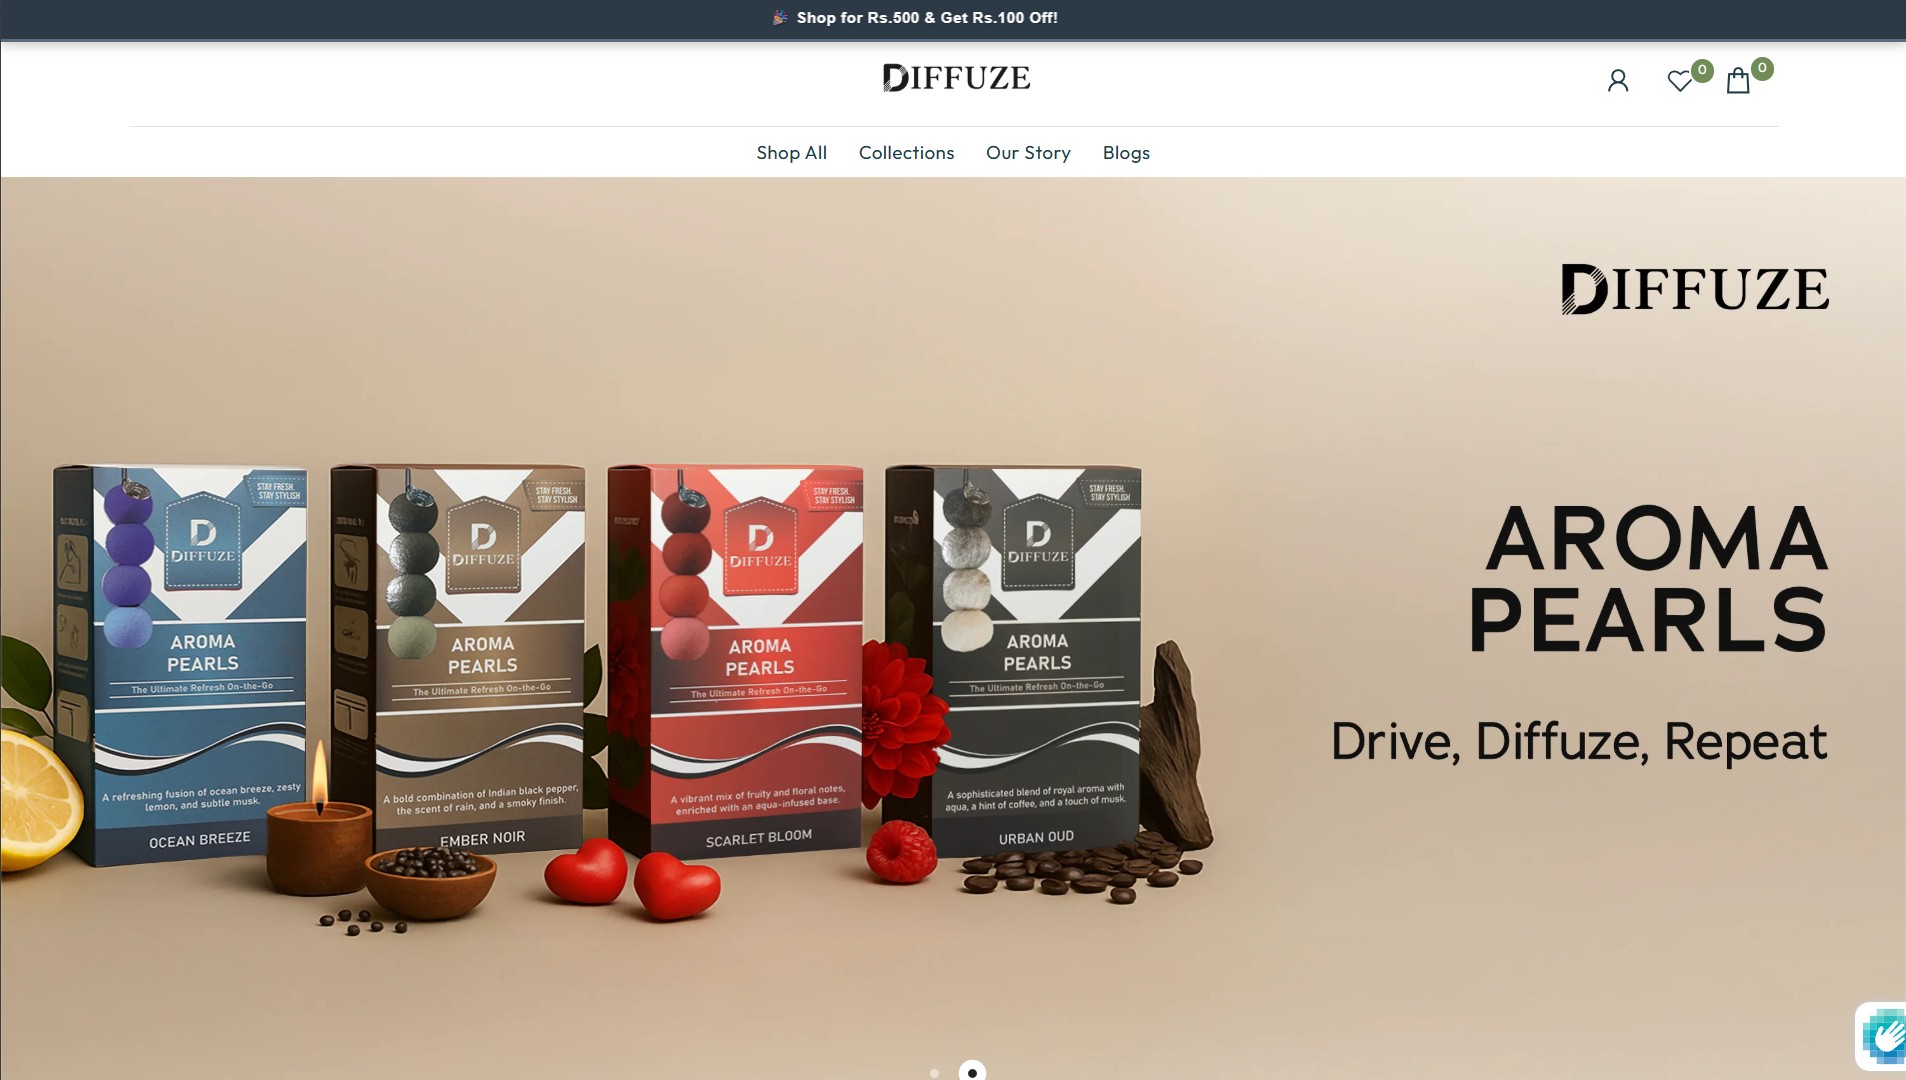 🎉 Shop for Rs.500 & Get Rs.100 Off!
DIFFUZE
0
0
Shop All
Collections
Our Story
Blogs
DIFFUZE
AROMA
PEARLS
Drive, Diffuze, Repeat
STAY FRESH,
STAY STYLISH
D
DIFFUZE
AROMA
PEARLS
The Ultimate Refresh On-the-Go
A refreshing fusion of ocean breeze, zesty
lemon, and subtle musk.
OCEAN BREEZE
STAY FRESH,
STAY STYLISH
D
DIFFUZE
AROMA
PEARLS
The Ultimate Refresh On-the-Go
A bold combination of Indian black pepper,
the scent of rain, and a smoky finish.
EMBER NOIR
STAY FRESH,
STAY STYLISH
D
DIFFUZE
AROMA
PEARLS
The Ultimate Refresh On-the-Go
A vibrant mix of fruity and floral notes,
enriched with an aqua-infused base.
SCARLET BLOOM
STAY FRESH,
STAY STYLISH
D
DIFFUZE
AROMA
PEARLS
The Ultimate Refresh On-the-Go
A sophisticated blend of royal aroma with
aqua, a hint of coffee, and a touch of musk.
URBAN OUD